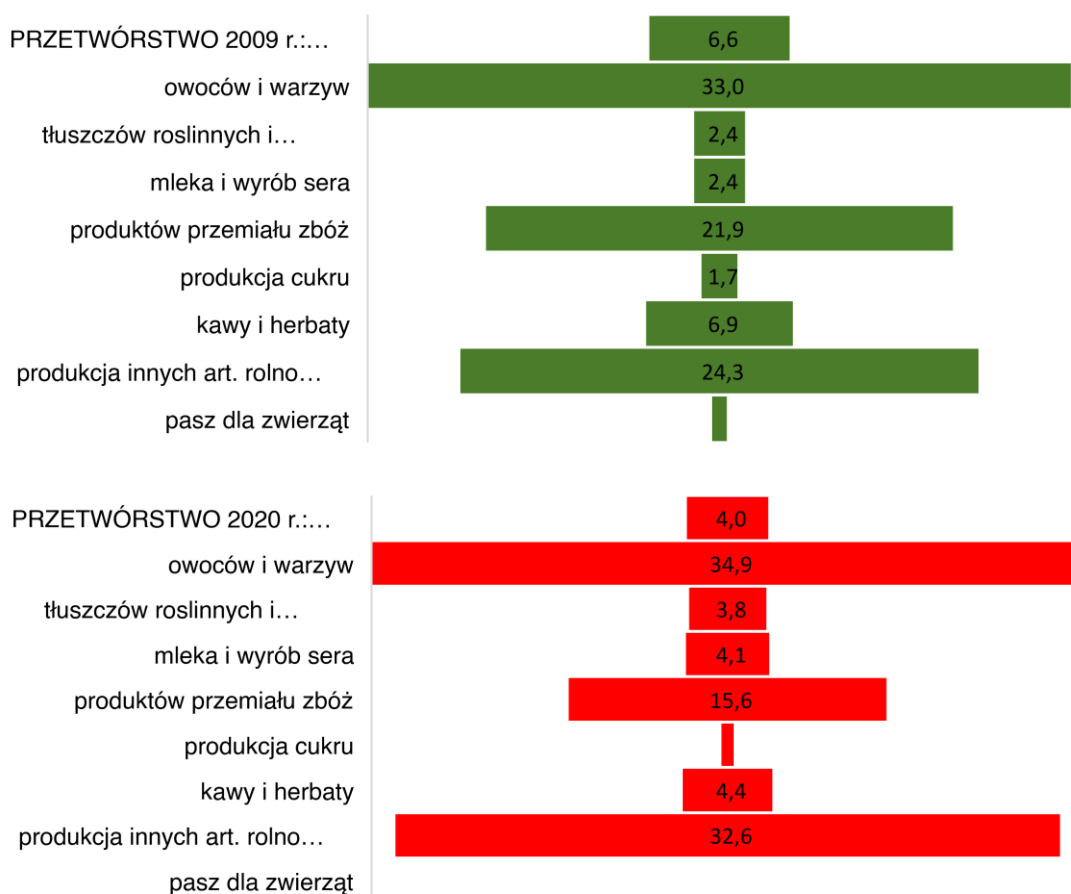 PRZETWÓRSTWO 2009 r.:… 6,6
owoców i warzyw 33,0
tłuszczów roslinnych i… 2,4
mleka i wyrób sera 2,4
produktów przemiału zbóż 21,9
produkcja cukru 1,7
kawy i herbaty 6,9
produkcja innych art. rolno… 24,3
pasz dla zwierząt
PRZETWÓRSTWO 2020 r.:… 4,0
owoców i warzyw 34,9
tłuszczów roslinnych i… 3,8
mleka i wyrób sera 4,1
produktów przemiału zbóż 15,6
produkcja cukru
kawy i herbaty 4,4
produkcja innych art. rolno… 32,6
pasz dla zwierząt